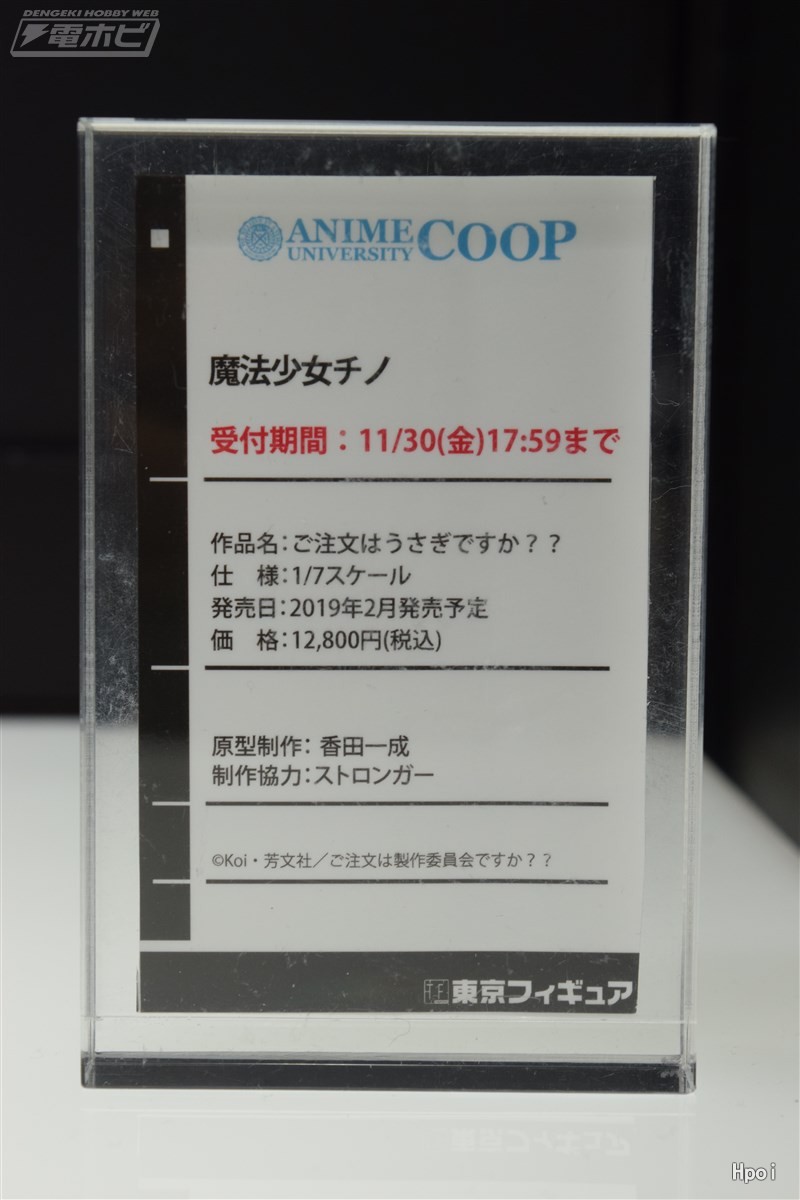 DENGEKI HOBBY WEB
電ホビ
ANIME
UNIVERSITY
COOP
魔法少女チノ
受付期間：11/30(金)17:59まで
作品名：ご注文はうさぎですか？？
仕　様：1/7スケール
発売日：2019年2月発売予定
価　格：12,800円(税込)
原型制作：香田一成
制作協力：ストロンガー
©Koi・芳文社／ご注文は製作委員会ですか？？
東京フィギュア
Hpoi